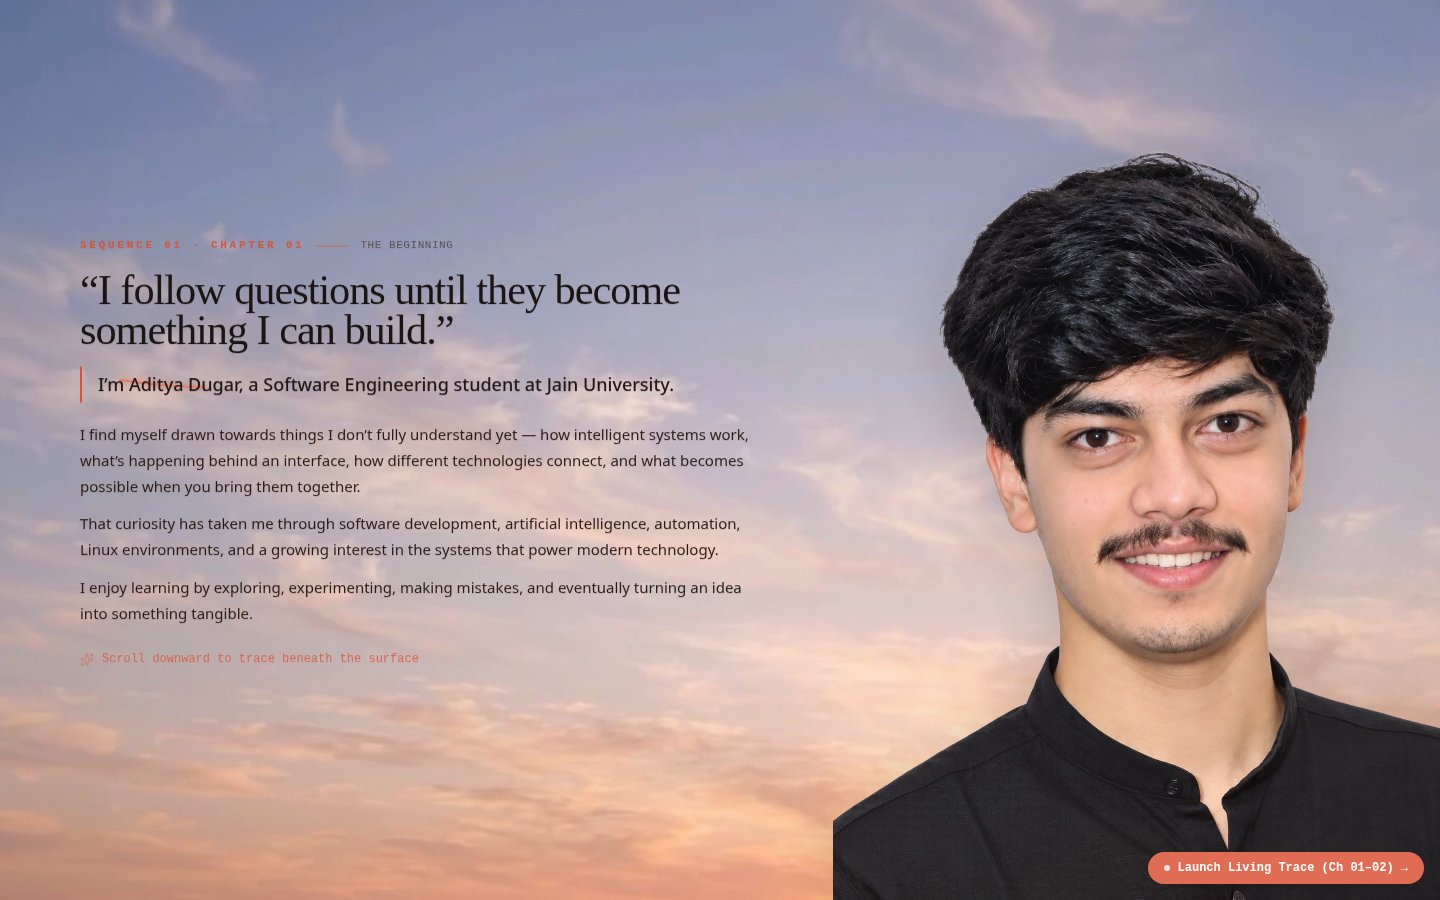 SEQUENCE 01 · CHAPTER 01 THE BEGINNING
“I follow questions until they become
something I can build.”
I’m Aditya Dugar, a Software Engineering student at Jain University.
I find myself drawn towards things I don’t fully understand yet — how intelligent systems work,
what’s happening behind an interface, how different technologies connect, and what becomes
possible when you bring them together.
That curiosity has taken me through software development, artificial intelligence, automation,
Linux environments, and a growing interest in the systems that power modern technology.
I enjoy learning by exploring, experimenting, making mistakes, and eventually turning an idea
into something tangible.
Scroll downward to trace beneath the surface
Launch Living Trace (Ch 01–02) →